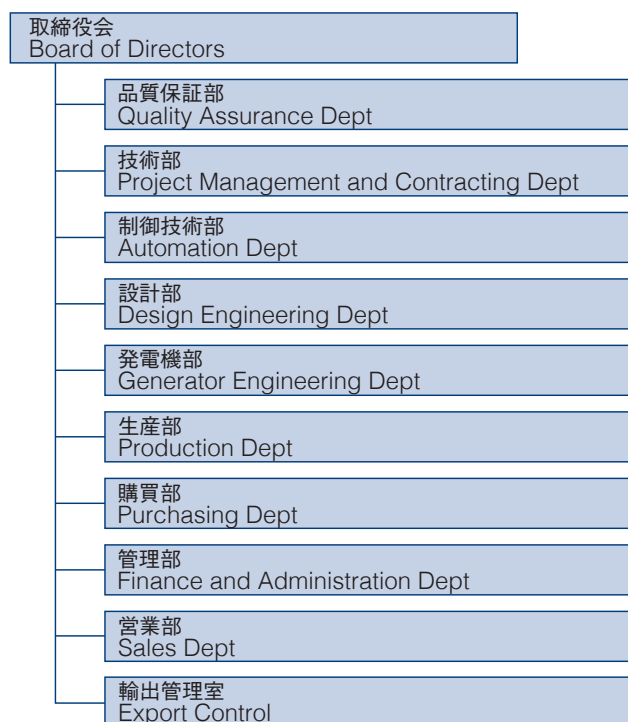 取締役会
Board of Directors
品質保証部
Quality Assurance Dept
技術部
Project Management and Contracting Dept
制御技術部
Automation Dept
設計部
Design Engineering Dept
発電機部
Generator Engineering Dept
生産部
Production Dept
購買部
Purchasing Dept
管理部
Finance and Administration Dept
営業部
Sales Dept
輸出管理室
Export Control